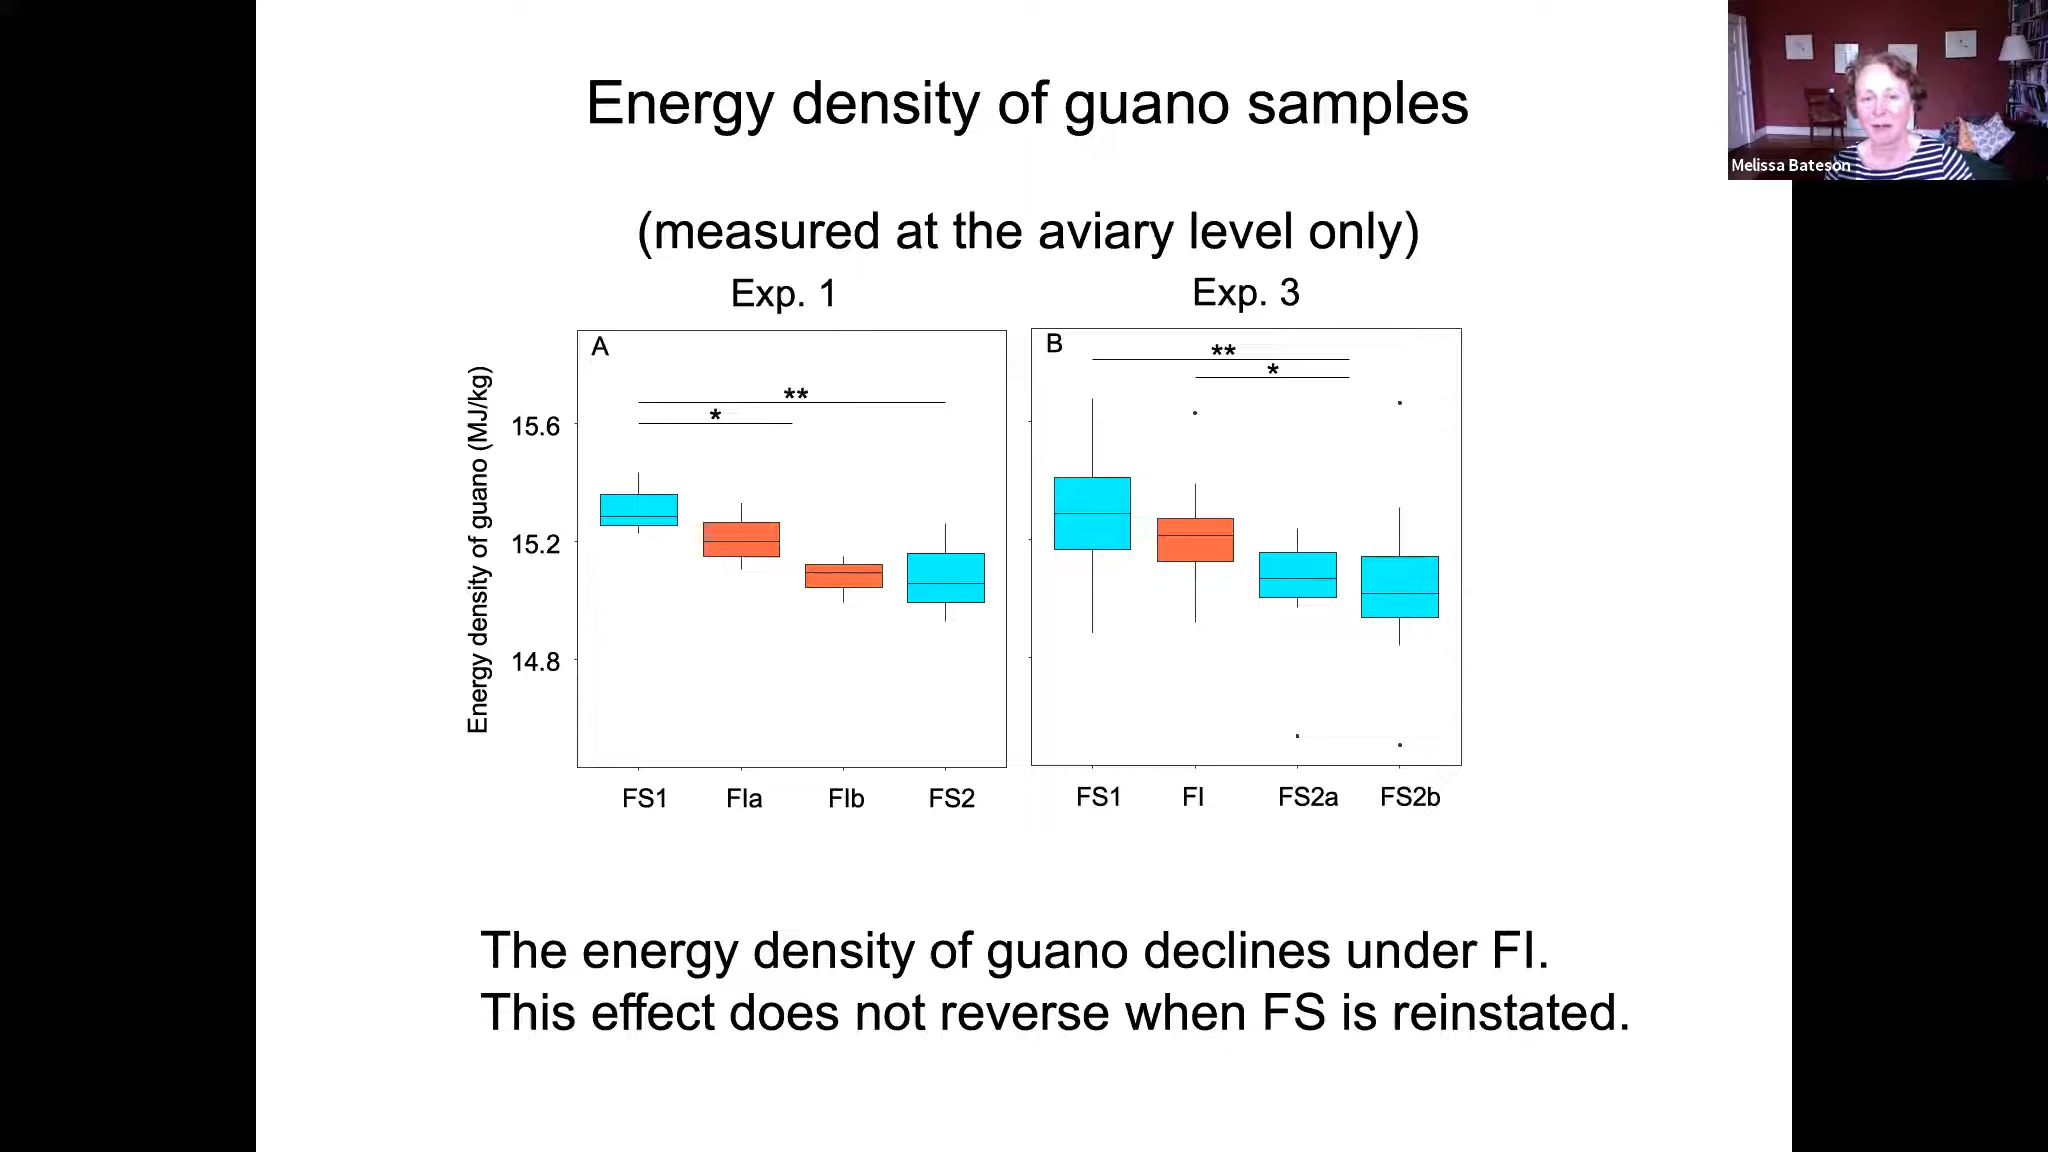 Energy density of guano samples
Melissa Bateson
(measured at the aviary level only)
Exp. 1
Exp. 3
A
B
**
*
**
*
Energy density of guano (MJ/kg)
15.6
15.2
14.8
FS1
FIa
FIb
FS2
FS1
FI
FS2a
FS2b
The energy density of guano declines under FI.
This effect does not reverse when FS is reinstated.